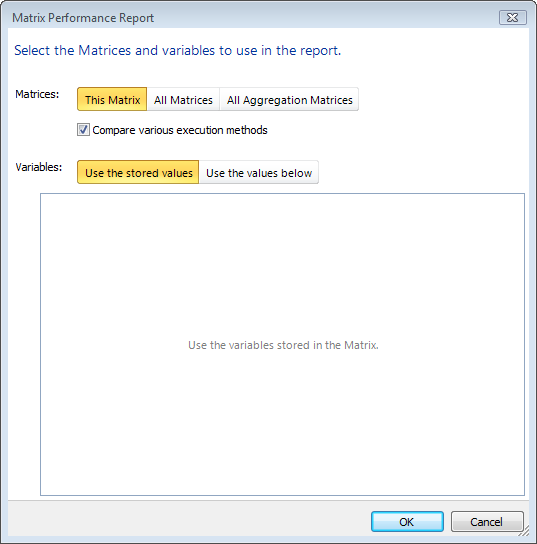 Matrix Performance Report
Select the Matrices and variables to use in the report.
Matrices: This Matrix All Matrices All Aggregation Matrices
Compare various execution methods
Variables: Use the stored values Use the values below
Use the variables stored in the Matrix.
OK Cancel